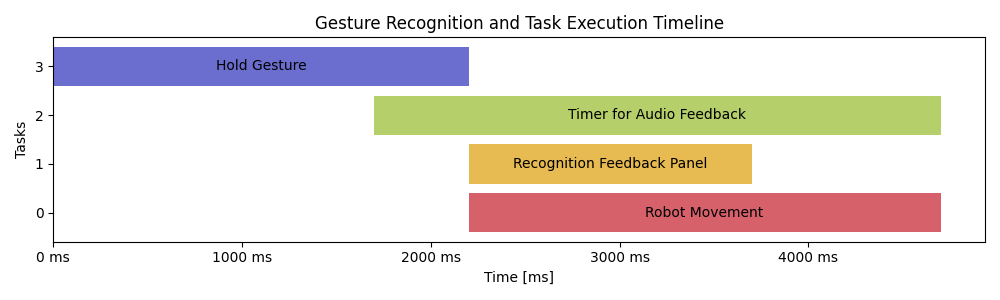 Gesture Recognition and Task Execution Timeline
Tasks
3
Hold Gesture
2
Timer for Audio Feedback
1
Recognition Feedback Panel
0
Robot Movement
0 ms 1000 ms 2000 ms 3000 ms 4000 ms
Time [ms]